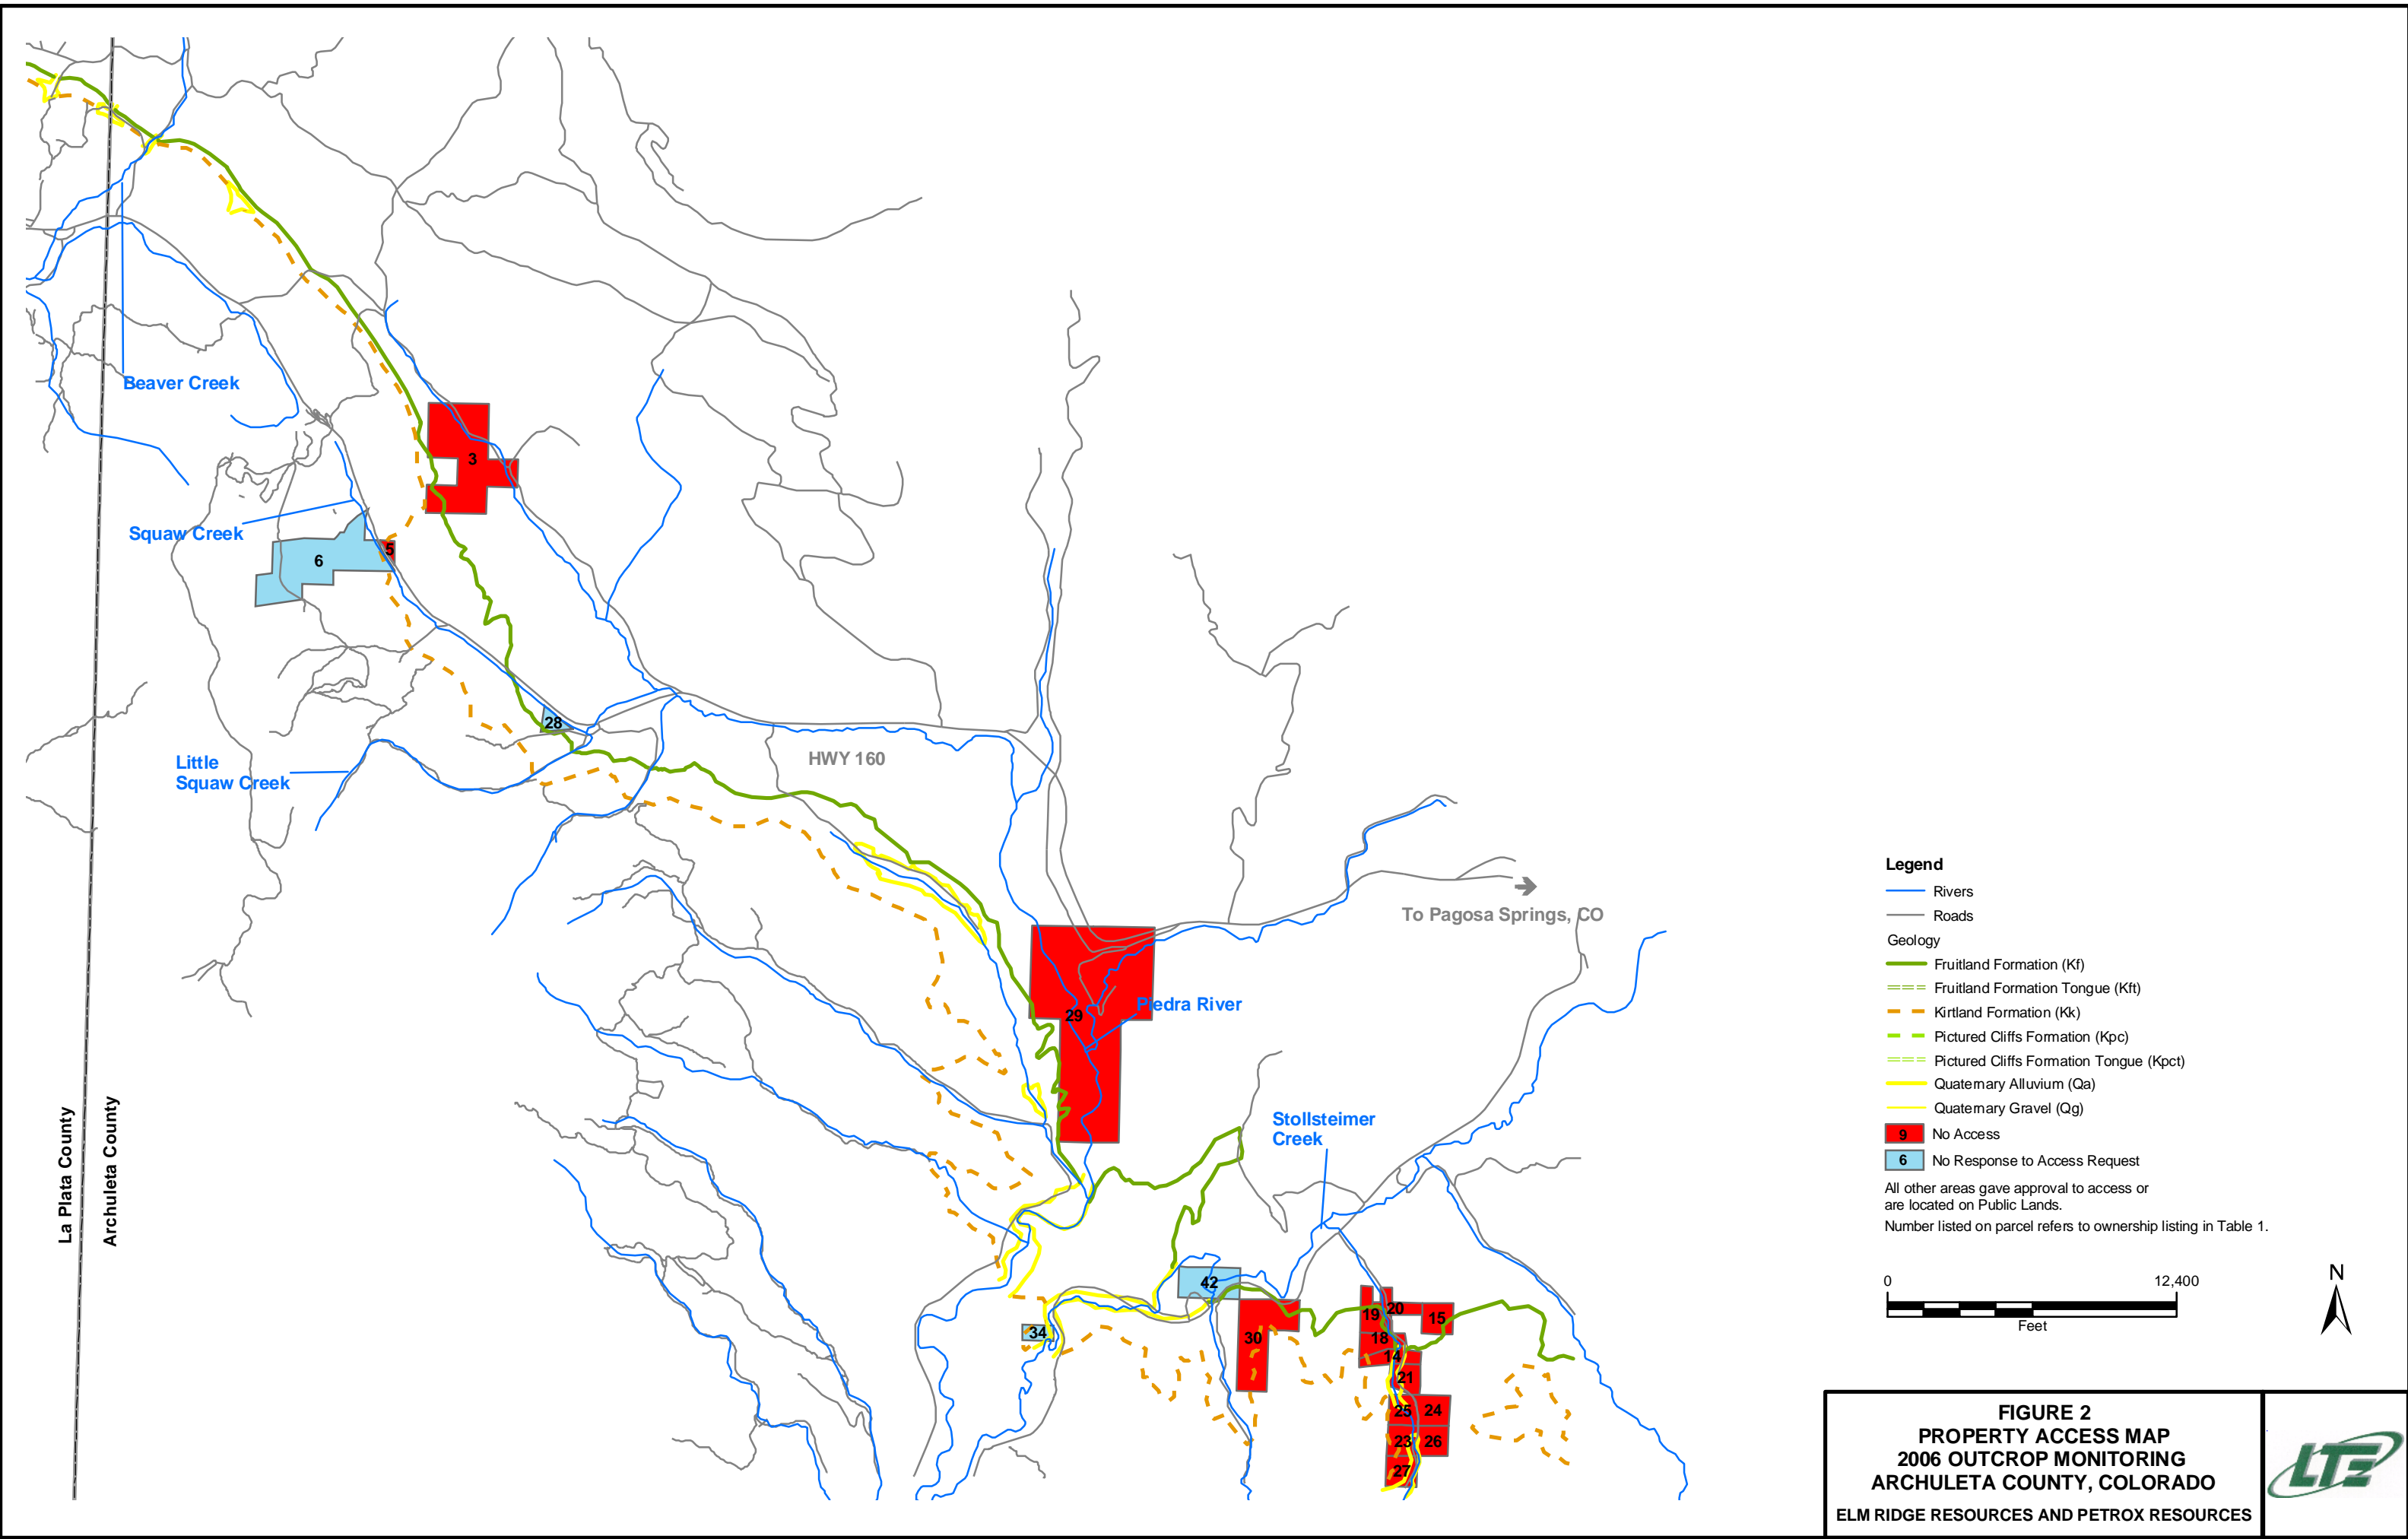 Beaver Creek
3
Squaw Creek
5
6
28
HWY 160
Little
Squaw Creek
To Pagosa Springs, CO
Piedra River
29
La Plata County
Archuleta County
Stollsteimer
Creek
42
34
30
19
20
15
18
14
21
25
24
23
26
27
Legend
Rivers
Roads
Geology
Fruitland Formation (Kf)
Fruitland Formation Tongue (Kft)
Kirtland Formation (Kk)
Pictured Cliffs Formation (Kpc)
Pictured Cliffs Formation Tongue (Kpct)
Quaternary Alluvium (Qa)
Quaternary Gravel (Qg)
9 No Access
6 No Response to Access Request
All other areas gave approval to access or
are located on Public Lands.
Number listed on parcel refers to ownership listing in Table 1.
0 12,400
Feet
N
FIGURE 2
PROPERTY ACCESS MAP
2006 OUTCROP MONITORING
ARCHULETA COUNTY, COLORADO
ELM RIDGE RESOURCES AND PETROX RESOURCES
LTE